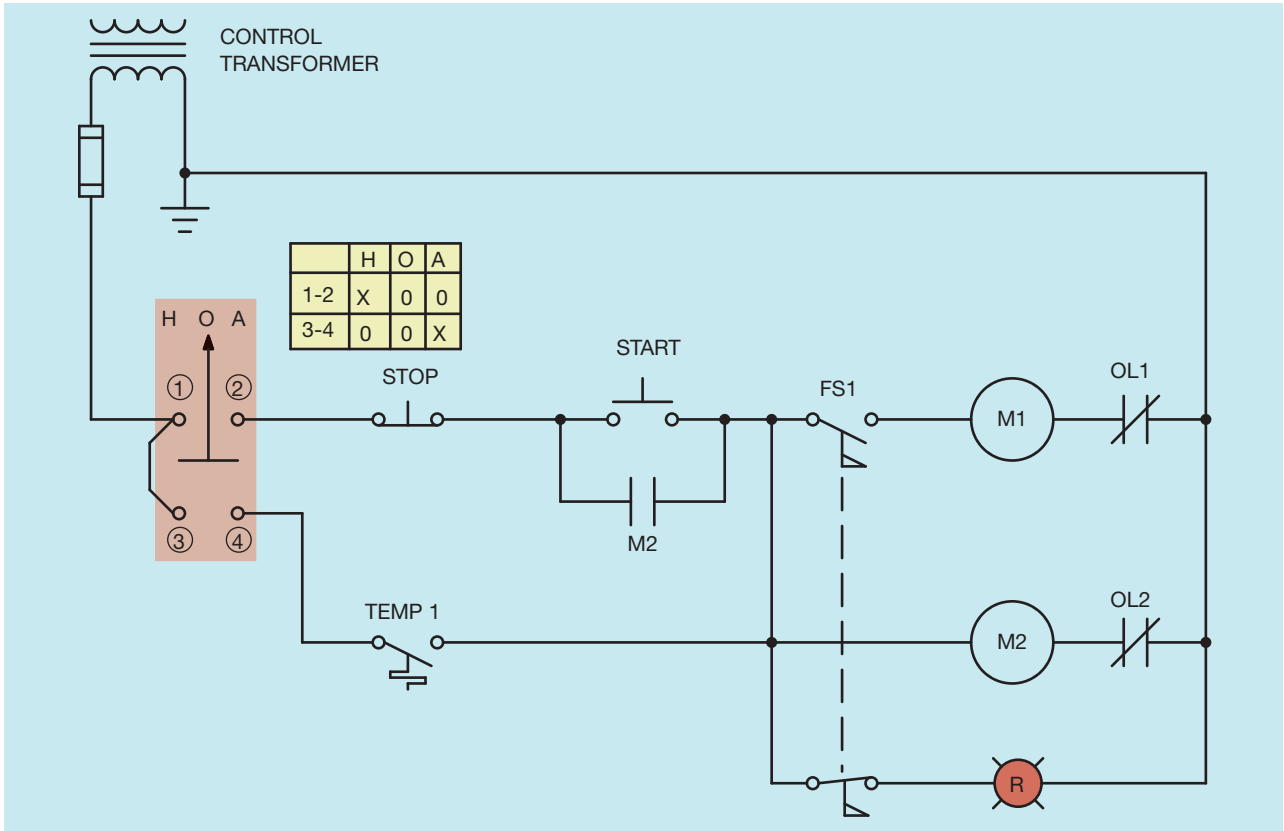 CONTROL
TRANSFORMER
H O A
1-2 X 0 0
3-4 0 0 X
H O A
START
STOP
FS1
OL1
1 2
M1
3 4
M2
TEMP 1
OL2
M2
R